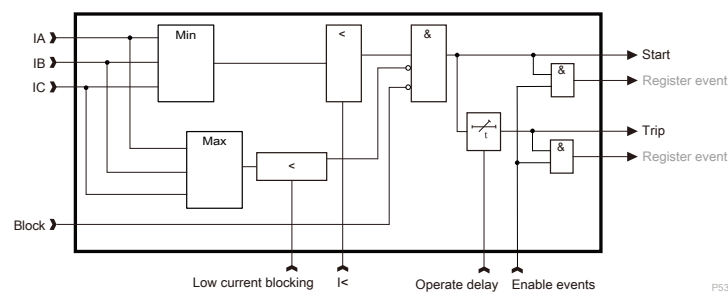 IA
IB
IC
Min
<
&
Start
&
Register event
Max
<
t
Trip
&
Register event
Block
Low current blocking
I<
Operate delay
Enable events